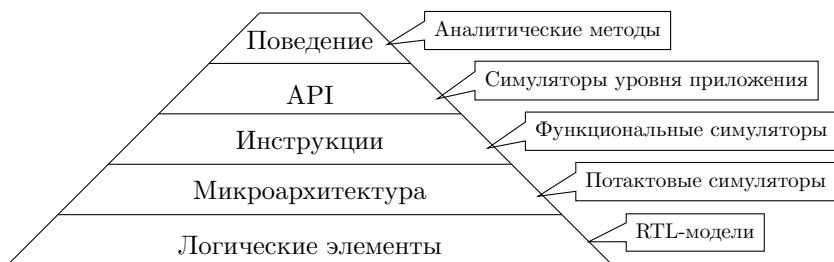 Поведение
Аналитические методы
API
Симуляторы уровня приложения
Инструкции
Функциональные симуляторы
Микроархитектура
Потактовые симуляторы
Логические элементы
RTL-модели